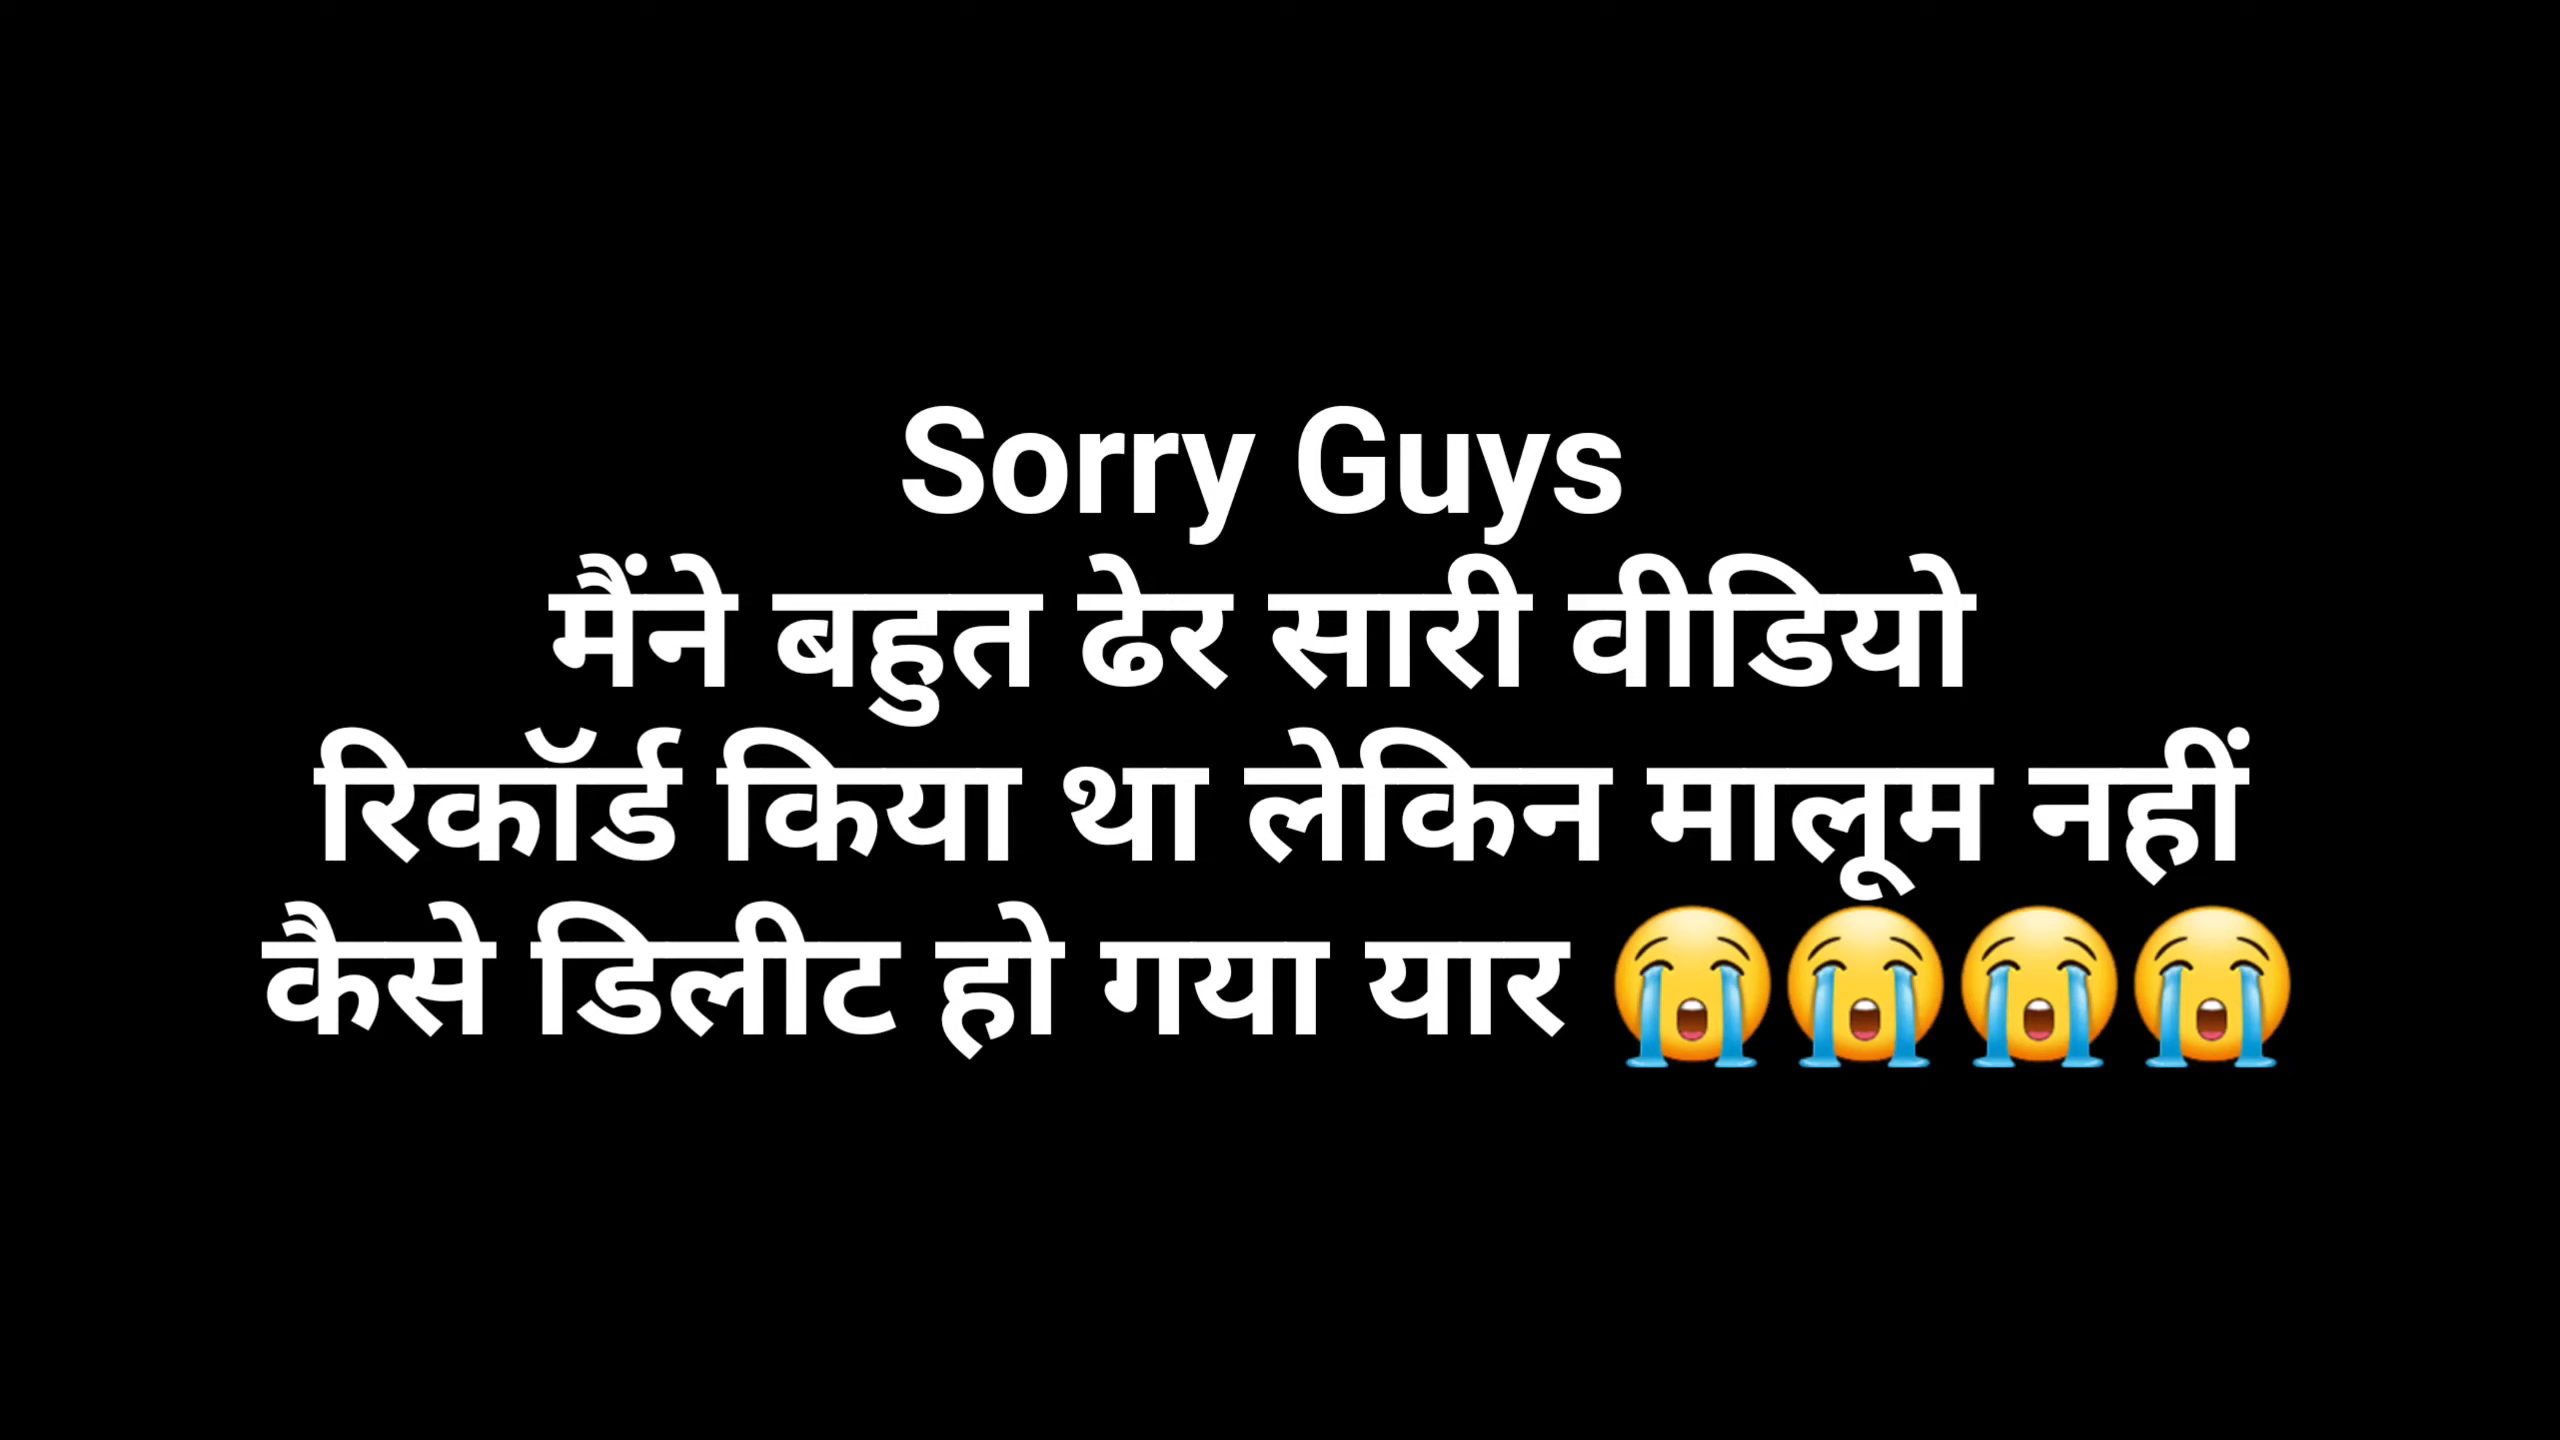 Sorry Guys
मैंने बहुत ढेर सारी वीडियो
रिकॉर्ड किया था लेकिन मालूम नहीं
कैसे डिलीट हो गया यार 😭😭😭😭